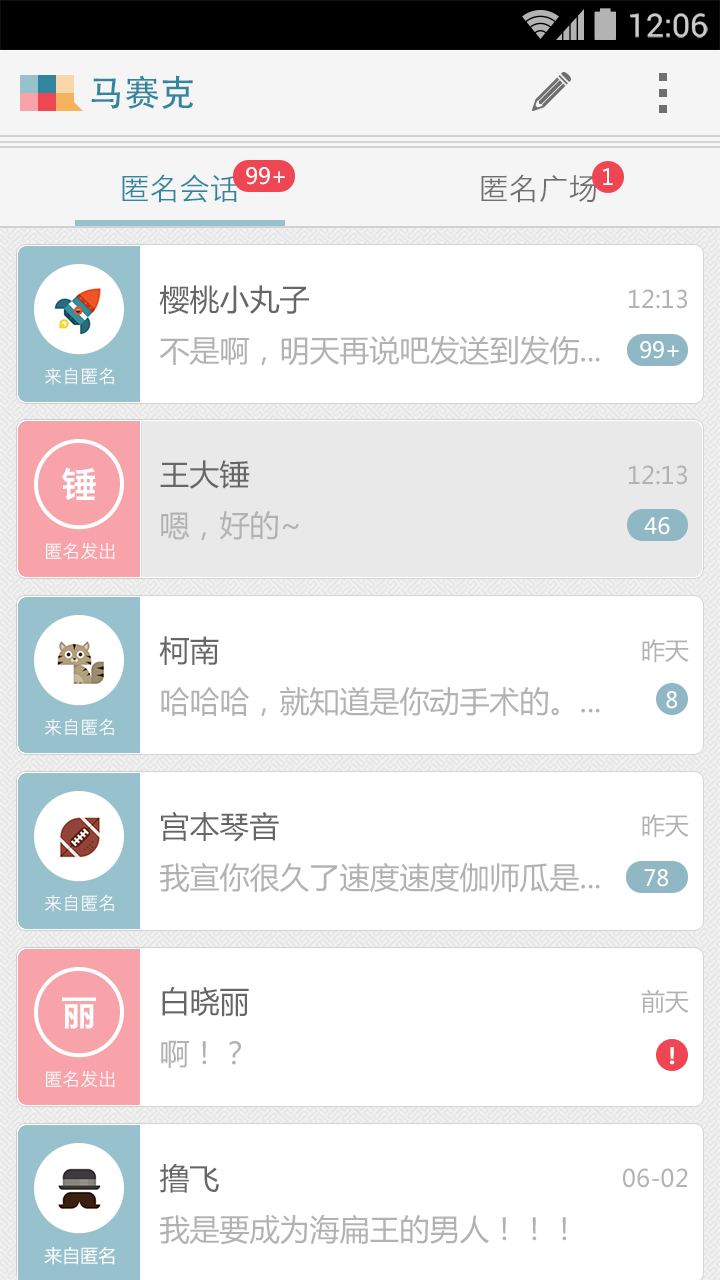 12:06
马赛克
匿名会话 99+
匿名广场 1
樱桃小丸子 12:13
不是啊，明天再说吧发送到发伤... 99+
来自匿名
锤
王大锤 12:13
嗯，好的~ 46
匿名发出
柯南 昨天
哈哈哈，就知道是你动手术的。... 8
来自匿名
宫本琴音 昨天
我宣你很久了速度速度伽师瓜是... 78
来自匿名
丽
白晓丽 前天
啊！？ !
匿名发出
撸飞 06-02
我是要成为海扁王的男人！！！
来自匿名